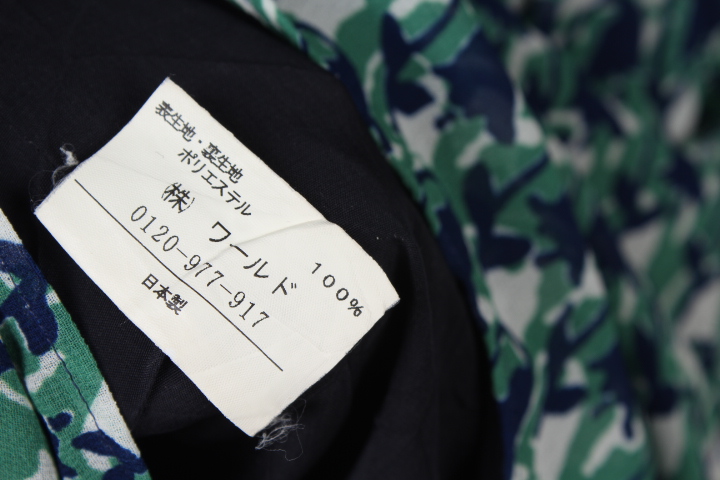 表生地・裏生地
ポリエステル 100%
(株) ワールド
0120-977-917
日本製